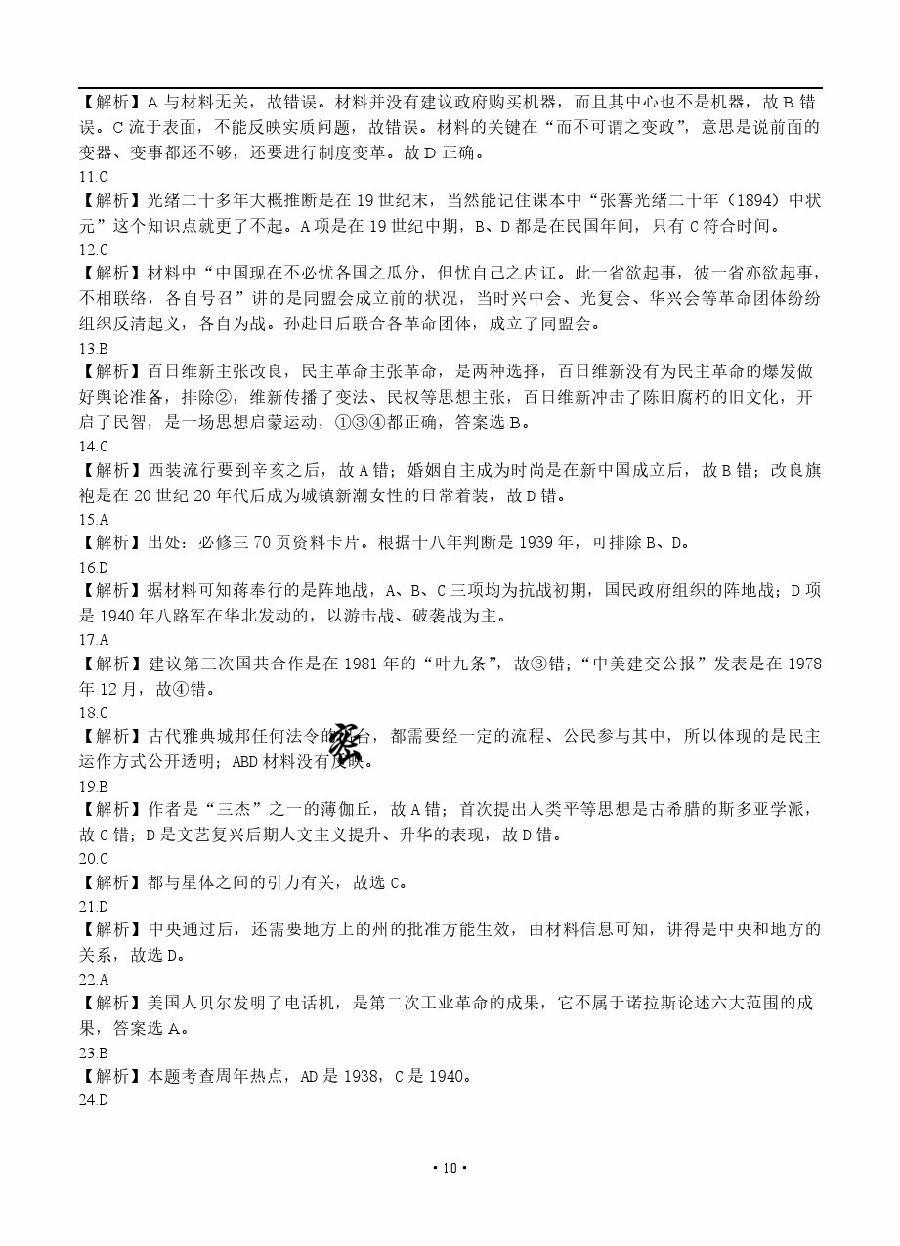 【解析】A 与材料无关，故错误。材料并没有建议政府购买机器，而且其中心也不是机器，故 B 错
误。C 流于表面，不能反映实质问题，故错误。材料的关键在“而不可谓之变政”，意思是说前面的
变器、变事都还不够，还要进行制度变革。故 D 正确。
11.C
【解析】光绪二十多年大概推断是在 19 世纪末，当然能记住课本中“张謇光绪二十年（1894）中状
元”这个知识点就更了不起。A 项是在 19 世纪中期，B、D 都是在民国年间，只有 C 符合时间。
12.C
【解析】材料中“中国现在不必忧各国之瓜分，但忧自己之内讧。此一省欲起事，彼一省亦欲起事，
不相联络，各自号召”讲的是同盟会成立前的状况，当时兴中会、光复会、华兴会等革命团体纷纷
组织反清起义，各自为战。孙赴日后联合各革命团体，成立了同盟会。
13.B
【解析】百日维新主张改良，民主革命主张革命，是两种选择，百日维新没有为民主革命的爆发做
好舆论准备，排除②，维新传播了变法、民权等思想主张，百日维新冲击了陈旧腐朽的旧文化，开
启了民智，是一场思想启蒙运动，①③④都正确，答案选 B。
14.C
【解析】西装流行要到辛亥之后，故 A 错；婚姻自主成为时尚是在新中国成立后，故 B 错；改良旗
袍是在 20 世纪 20 年代后成为城镇新潮女性的日常着装，故 D 错。
15.A
【解析】出处：必修三 70 页资料卡片。根据十八年判断是 1939 年，可排除 B、D。
16.D
【解析】据材料可知蒋奉行的是阵地战，A、B、C 三项均为抗战初期，国民政府组织的阵地战；D 项
是 1940 年八路军在华北发动的，以游击战、破袭战为主。
17.A
【解析】建议第三次国共合作是在 1981 年的“叶九条”，故③错；“中美建交公报”发表是在 1978
年 12 月，故④错。
18.C
【解析】古代雅典城邦任何法令的台，都需要经一定的流程、公民参与其中，所以体现的是民主
运作方式公开透明；ABD 材料没有反映。
19.B
【解析】作者是“三杰”之一的薄伽丘，故 A 错；首次提出人类平等思想是古希腊的斯多亚学派，
故 C 错；D 是文艺复兴后期人文主义提升、升华的表现，故 D 错。
20.C
【解析】都与星体之间的引力有关，故选 C。
21.D
【解析】中央通过后，还需要地方上的州的批准方能生效，由材料信息可知，讲得是中央和地方的
关系，故选 D。
22.A
【解析】美国人贝尔发明了电话机，是第二次工业革命的成果，它不属于诺拉斯论述六大范围的成
果，答案选 A。
23.B
【解析】本题考查周年热点，AD 是 1938，C 是 1940。
24.D
·10·